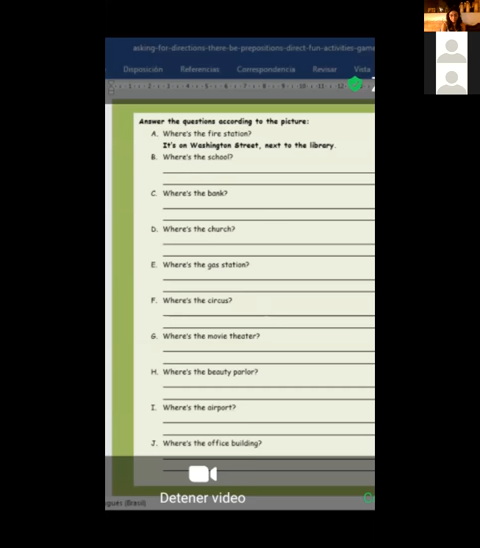 asking-for-directions-there-be-prepositions-direct-fun-activities-game
Disposición Referencias Correspondencia Revisar Vista
Answer the questions according to the picture:
A. Where's the fire station?
It's on Washington Street, next to the library.
B. Where's the school?
C. Where's the bank?
D. Where's the church?
E. Where's the gas station?
F. Where's the circus?
G. Where's the movie theater?
H. Where's the beauty parlor?
I. Where's the airport?
J. Where's the office building?
Detener video
(Brasil)